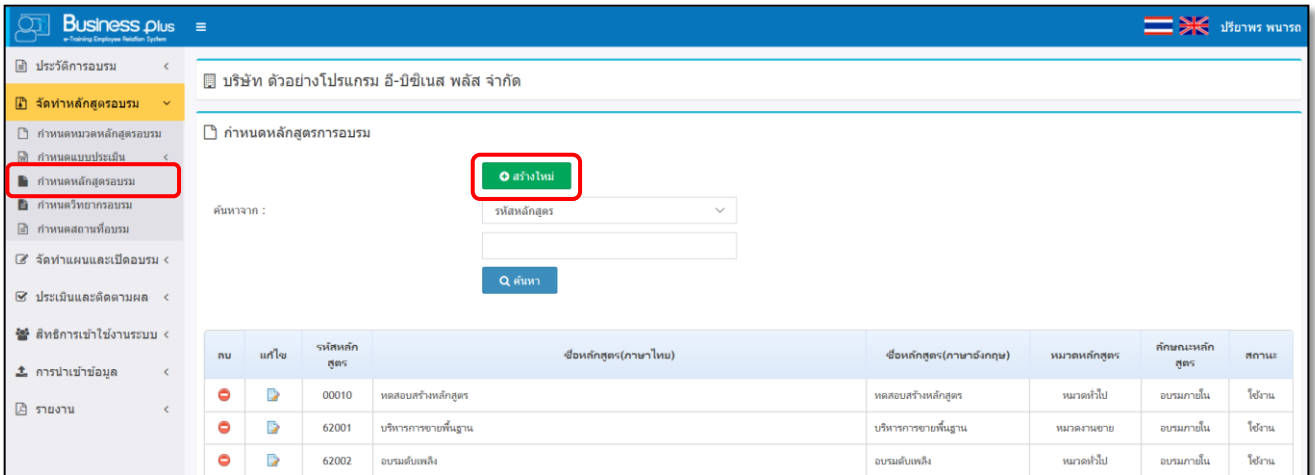 Business plus
e-Training Employee Relation System
ปรียาพร พนารถ
ประวัติการอบรม
จัดทำหลักสูตรอบรม
กำหนดหมวดหลักสูตรอบรม
กำหนดแบบประเมิน
กำหนดหลักสูตรอบรม
กำหนดวิทยากรอบรม
กำหนดสถานที่อบรม
จัดทำแผนและเปิดอบรม
ประเมินและติดตามผล
สิทธิการเข้าใช้งานระบบ
การนำเข้าข้อมูล
รายงาน
บริษัท ตัวอย่างโปรแกรม อี-บิซิเนส พลัส จำกัด
กำหนดหลักสูตรการอบรม
สร้างใหม่
ค้นหาจาก : รหัสหลักสูตร
ค้นหา
ลบ แก้ไข รหัสหลักสูตร ชื่อหลักสูตร(ภาษาไทย) ชื่อหลักสูตร(ภาษาอังกฤษ) หมวดหลักสูตร ลักษณะหลักสูตร สถานะ
00010 ทดสอบสร้างหลักสูตร ทดสอบสร้างหลักสูตร หมวดทั่วไป อบรมภายใน ใช้งาน
62001 บริหารการขายพื้นฐาน บริหารการขายพื้นฐาน หมวดงานขาย อบรมภายใน ใช้งาน
62002 อบรมดับเพลิง อบรมดับเพลิง หมวดทั่วไป อบรมภายใน ใช้งาน